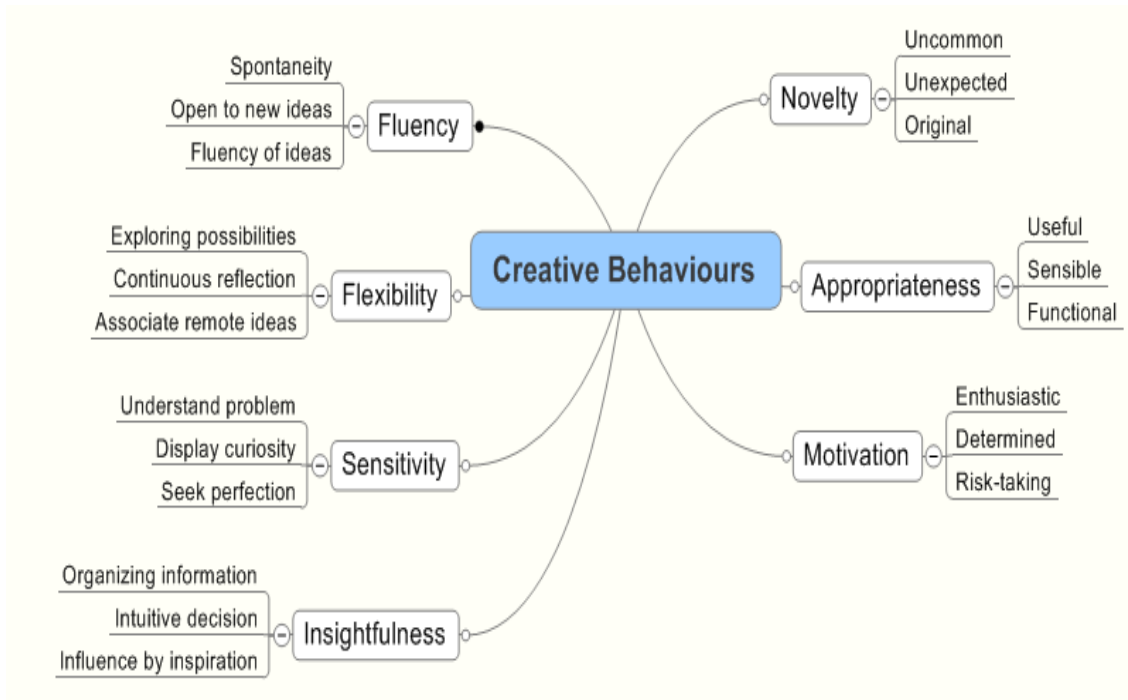 Creative Behaviours
Fluency
Spontaneity
Open to new ideas
Fluency of ideas
Flexibility
Exploring possibilities
Continuous reflection
Associate remote ideas
Sensitivity
Understand problem
Display curiosity
Seek perfection
Insightfulness
Organizing information
Intuitive decision
Influence by inspiration
Novelty
Uncommon
Unexpected
Original
Appropriateness
Useful
Sensible
Functional
Motivation
Enthusiastic
Determined
Risk-taking